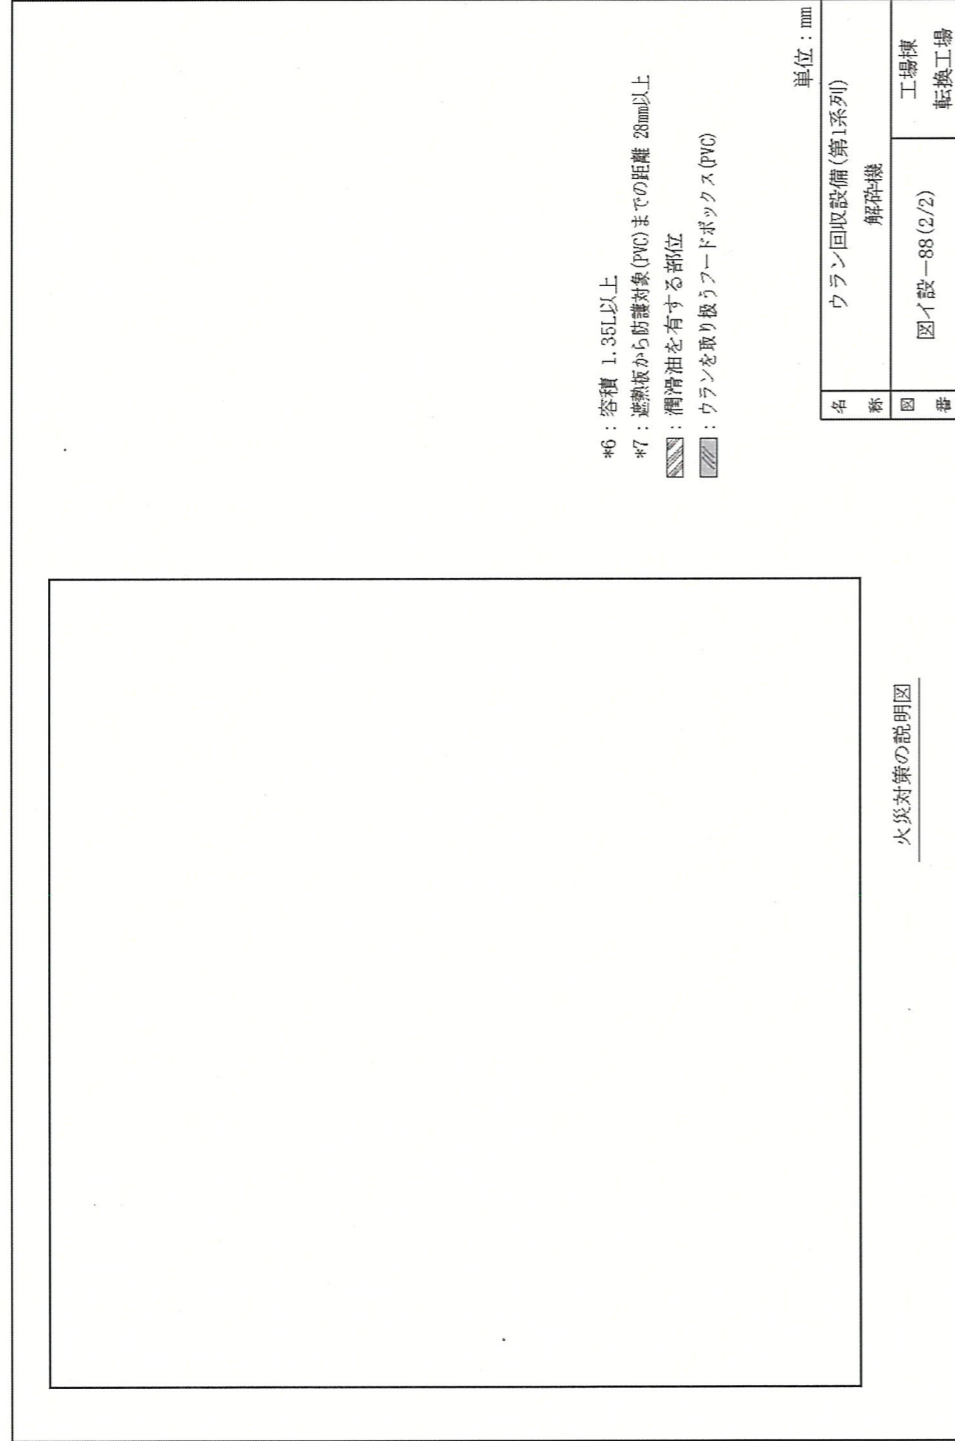 *6：容積 1.35L以上
*7：遮熱板から防護対象(PVC)までの距離 28mm以上
：潤滑油を有する部位
：ウランを取り扱うフードボックス(PVC)
単位：mm
名称
ウラン回収設備(第1系列)
解砕機
図番
図イ設－88(2/2)
工場棟
転換工場
火災対策の説明図